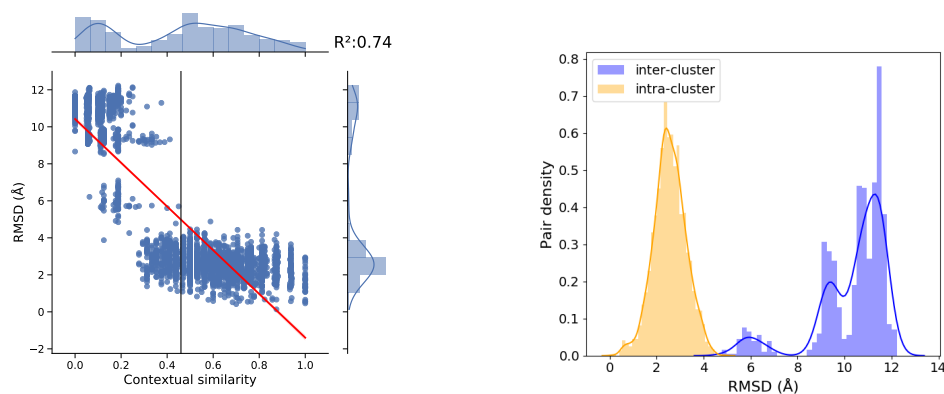 R²:0.74
12
10
8
6
4
2
0
−2
RMSD (Å)
0.0 0.2 0.4 0.6 0.8 1.0
Contextual similarity
inter-cluster
intra-cluster
0.8
0.7
0.6
0.5
0.4
0.3
0.2
0.1
0.0
Pair density
0 2 4 6 8 10 12 14
RMSD (Å)